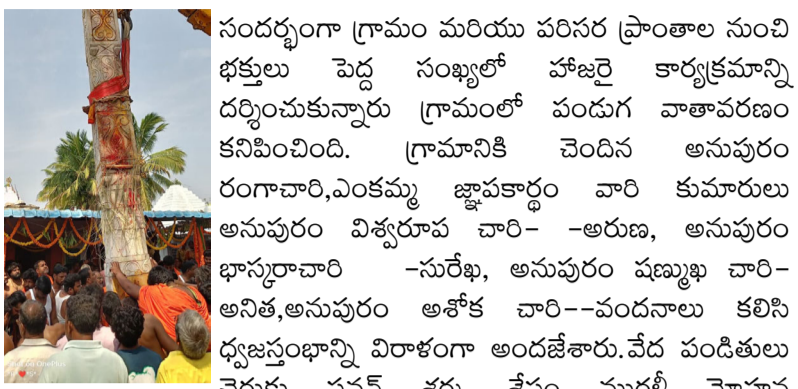 సందర్భంగా గ్రామం మరియు పరిసర ప్రాంతాల నుంచి
భక్తులు పెద్ద సంఖ్యలో హాజరై కార్యక్రమాన్ని
దర్శించుకున్నారు గ్రామంలో పండుగ వాతావరణం
కనిపించింది. గ్రామానికి చెందిన అనుపురం
రంగాచారి,ఎంకమ్మ జ్ఞాపకార్థం వారి కుమారులు
అనుపురం విశ్వరూప చారి- -అరుణ, అనుపురం
భాస్కరాచారి -సురేఖ, అనుపురం షణ్ముఖ చారి-
అనిత,అనుపురం అశోక చారి--వందనాలు కలిసి
ధ్వజస్తంభాన్ని విరాళంగా అందజేశారు.వేద పండితులు